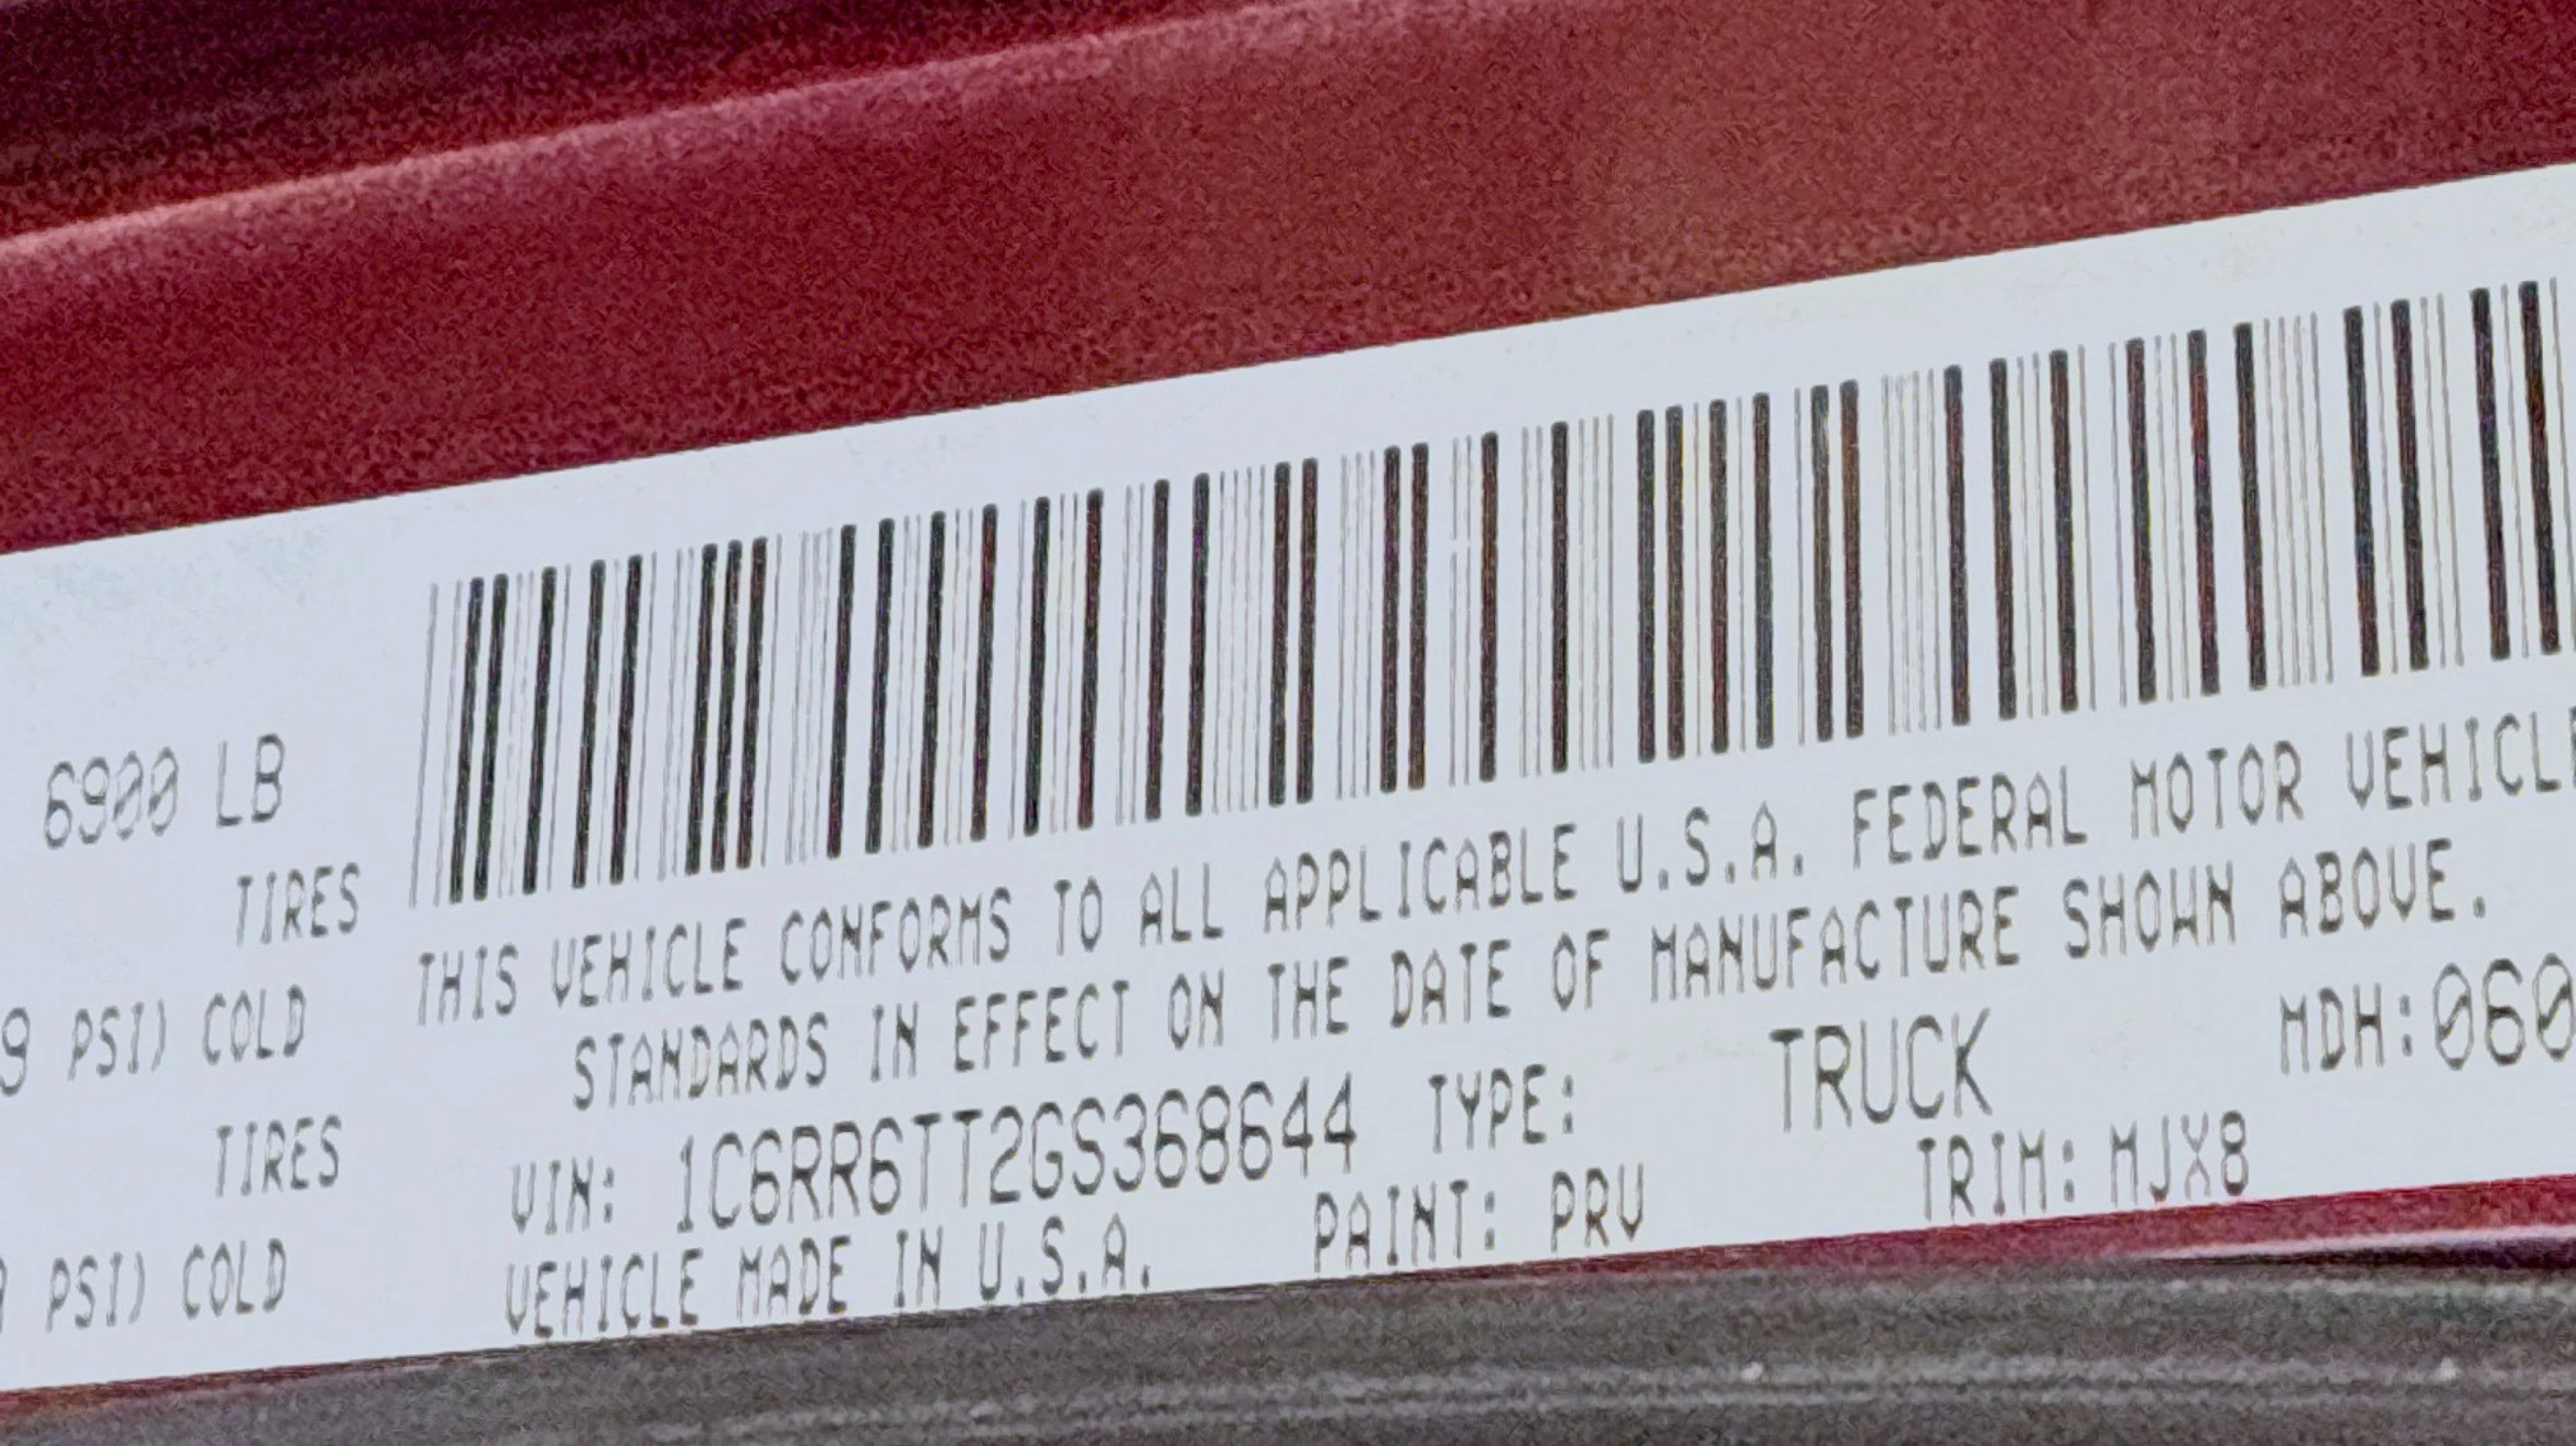 6900 LB
TIRES
9 PSI) COLD
TIRES
PSI) COLD
THIS VEHICLE CONFORMS TO ALL APPLICABLE U.S.A. FEDERAL MOTOR VEHICLE
STANDARDS IN EFFECT ON THE DATE OF MANUFACTURE SHOWN ABOVE.
VIN: 1C6RR6TT2GS368644 TYPE: TRUCK MDH:060
VEHICLE MADE IN U.S.A. PAINT: PRV TRIM: MJX8